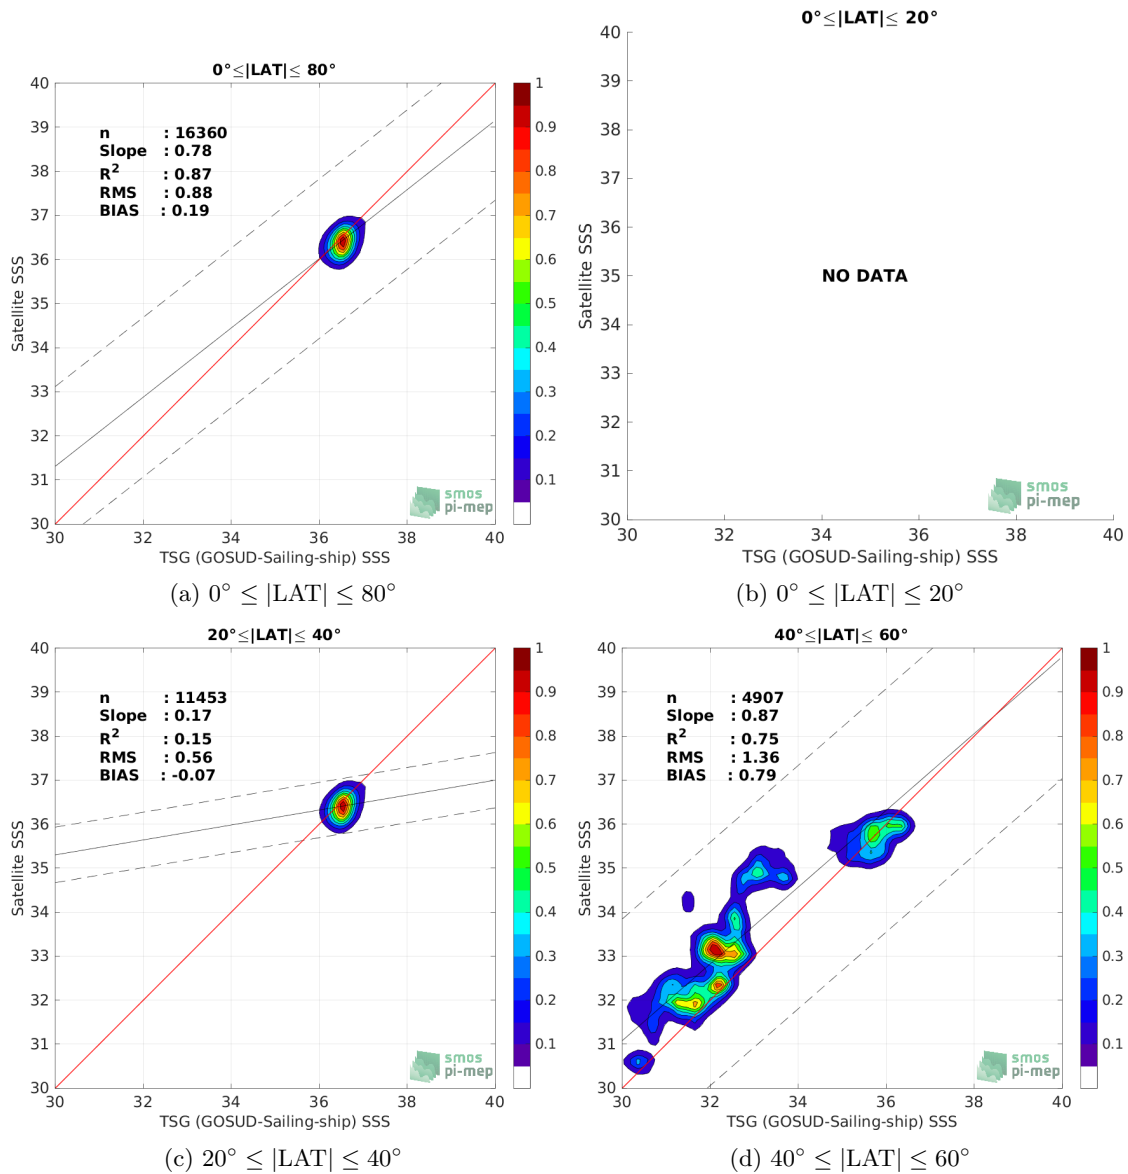 0°≤|LAT|≤ 80°
40
39
38
37
36
35
34
33
32
31
30
Satellite SSS
n : 16360
Slope : 0.78
R2 : 0.87
RMS : 0.88
BIAS : 0.19
smos
pi-mep
30 32 34 36 38 40
TSG (GOSUD-Sailing-ship) SSS
1
0.9
0.8
0.7
0.6
0.5
0.4
0.3
0.2
0.1
(a) 0° ≤ |LAT| ≤ 80°
0°≤|LAT|≤ 20°
40
39
38
37
36
35
34
33
32
31
30
Satellite SSS
NO DATA
smos
pi-mep
30 32 34 36 38 40
TSG (GOSUD-Sailing-ship) SSS
(b) 0° ≤ |LAT| ≤ 20°
20°≤|LAT|≤ 40°
40
39
38
37
36
35
34
33
32
31
30
Satellite SSS
n : 11453
Slope : 0.17
R2 : 0.15
RMS : 0.56
BIAS : -0.07
smos
pi-mep
30 32 34 36 38 40
TSG (GOSUD-Sailing-ship) SSS
1
0.9
0.8
0.7
0.6
0.5
0.4
0.3
0.2
0.1
(c) 20° ≤ |LAT| ≤ 40°
40°≤|LAT|≤ 60°
40
39
38
37
36
35
34
33
32
31
30
Satellite SSS
n : 4907
Slope : 0.87
R2 : 0.75
RMS : 1.36
BIAS : 0.79
smos
pi-mep
30 32 34 36 38 40
TSG (GOSUD-Sailing-ship) SSS
1
0.9
0.8
0.7
0.6
0.5
0.4
0.3
0.2
0.1
(d) 40° ≤ |LAT| ≤ 60°